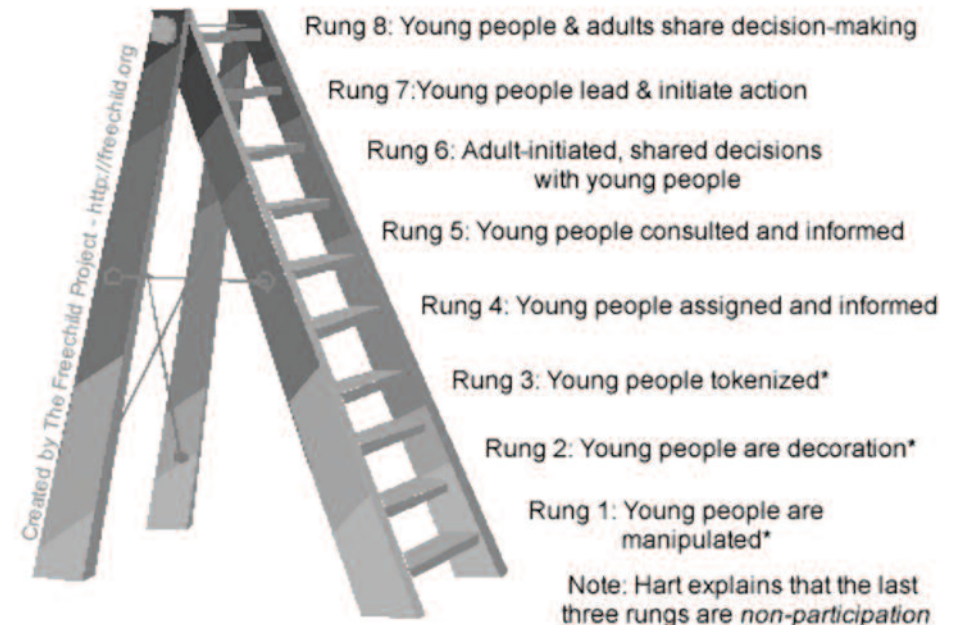 Rung 8: Young people & adults share decision-making
Rung 7:Young people lead & initiate action
Rung 6: Adult-initiated, shared decisions
with young people
Rung 5: Young people consulted and informed
Rung 4: Young people assigned and informed
Rung 3: Young people tokenized*
Rung 2: Young people are decoration*
Rung 1: Young people are
manipulated*
Note: Hart explains that the last
three rungs are non-participation
Created by The Freechild Project - http://freechild.org